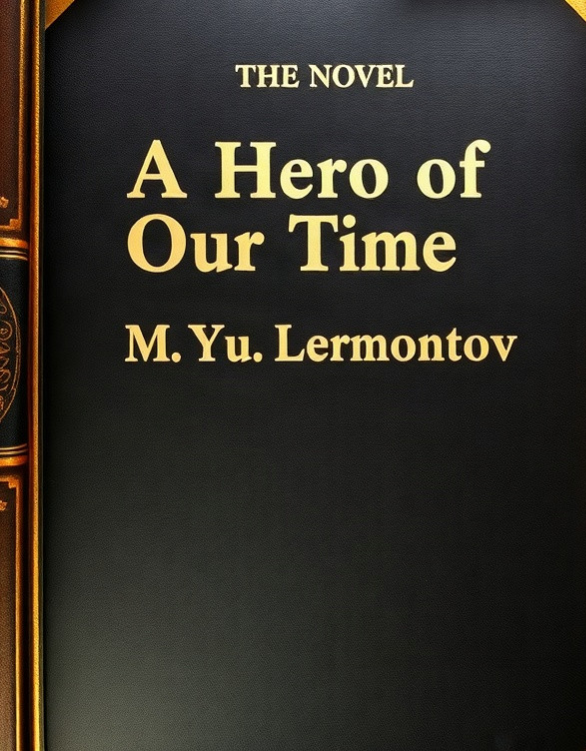 THE NOVEL
A Hero of
Our Time
M. Yu. Lermontov